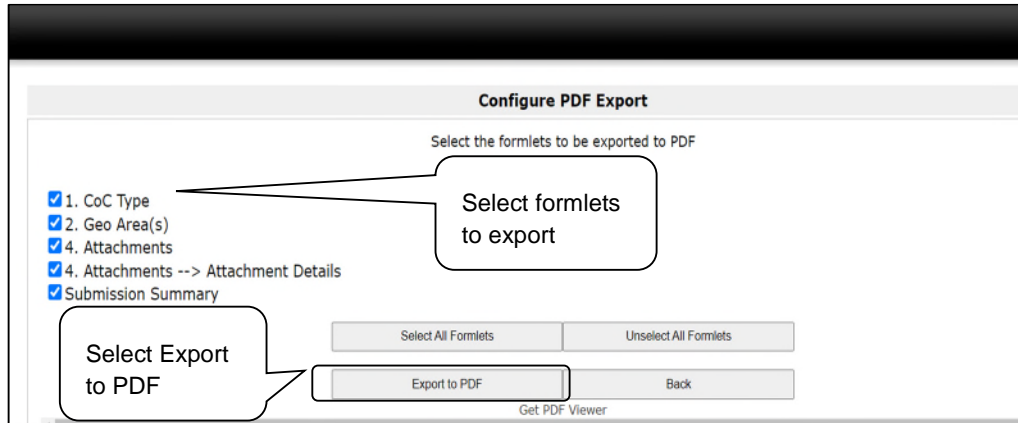 Configure PDF Export
Select the formlets to be exported to PDF
1. CoC Type
2. Geo Area(s)
4. Attachments
4. Attachments --> Attachment Details
Submission Summary
Select formlets
to export
Select All Formlets
Unselect All Formlets
Select Export
to PDF
Export to PDF
Back
Get PDF Viewer